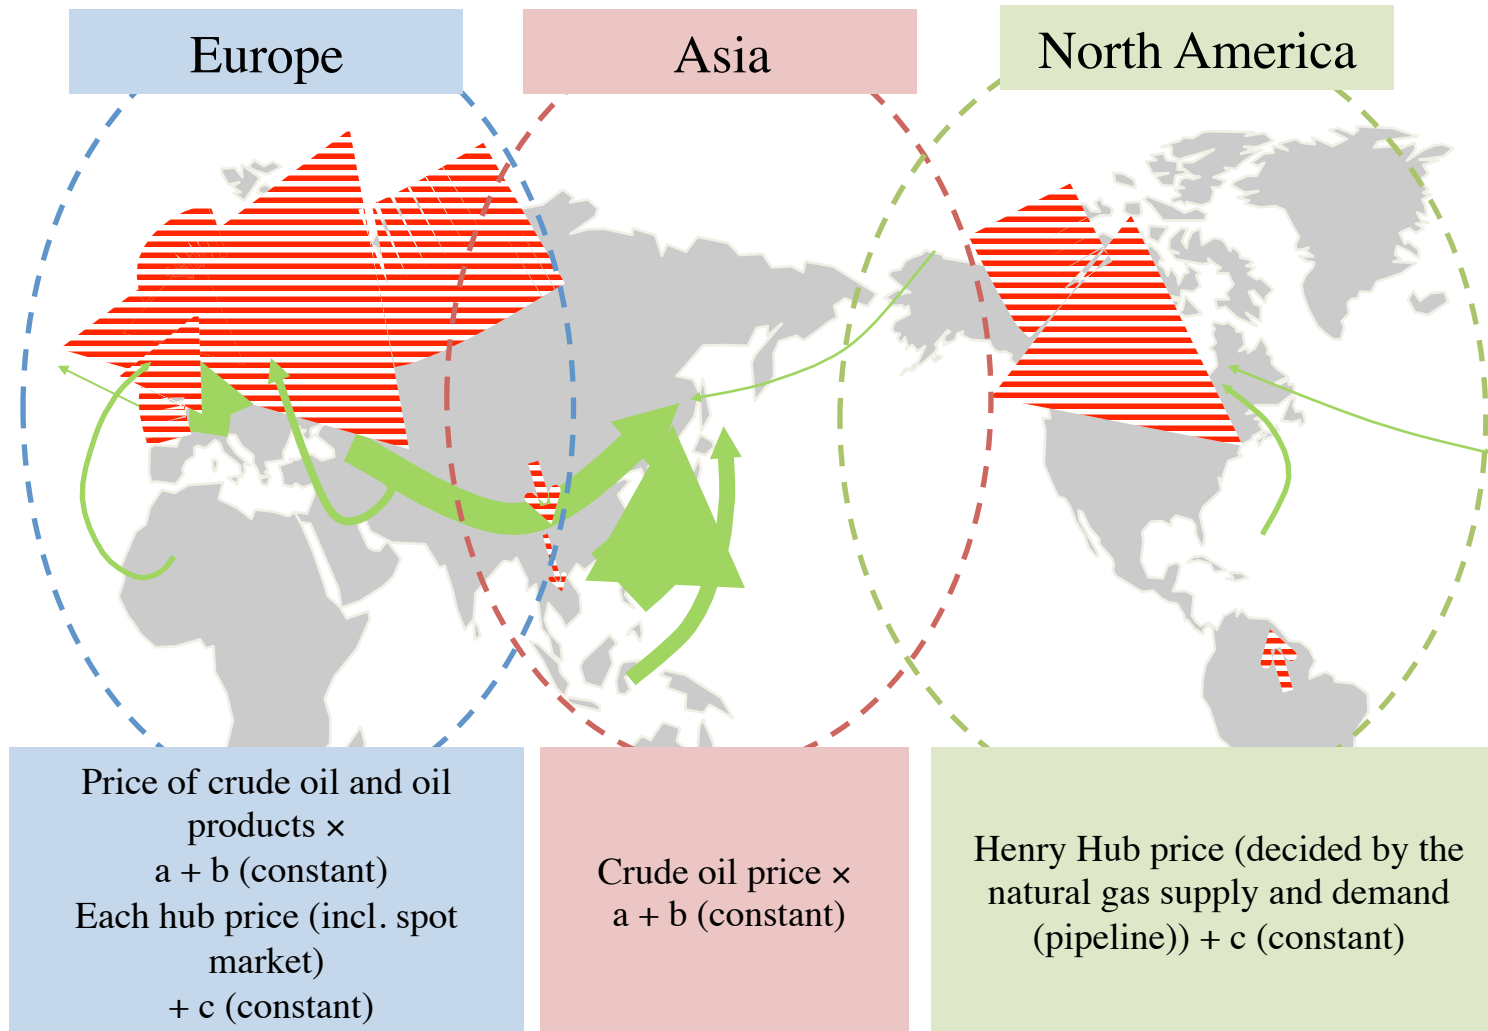 Europe
Asia
North America
Price of crude oil and oil
products ×
a + b (constant)
Each hub price (incl. spot
market)
+ c (constant)
Crude oil price ×
a + b (constant)
Henry Hub price (decided by the
natural gas supply and demand
(pipeline)) + c (constant)